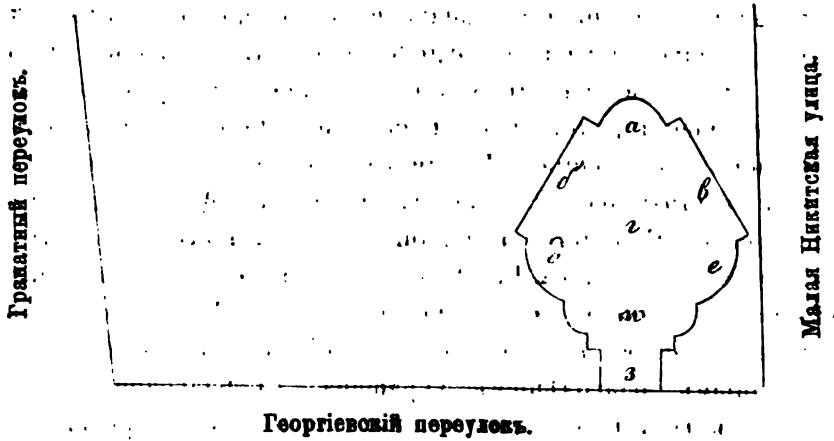 Гранатный переулокъ.
Малая Никитская улица.
а
б
в
г
д
е
ж
з
Георгіевскій переулокъ.